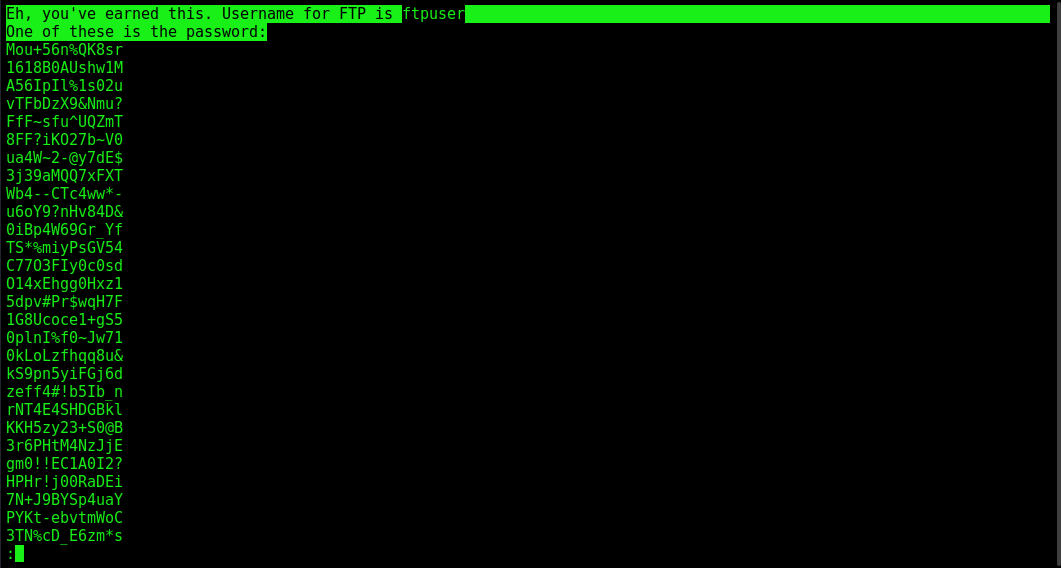 Eh, you've earned this. Username for FTP is ftpuser
One of these is the password:
Mou+56n%QK8sr
1618B0AUshw1M
A56IpIl%1s02u
vTFbDzX9&Nmu?
FfF~sfu^UQZmT
8FF?iKO27b~V0
ua4W~2-@y7dE$
3j39aMQQ7xFXT
Wb4--CTc4ww*-
u6oY9?nHv84D&
0iBp4W69Gr_Yf
TS*%miyPsGV54
C77O3FIy0c0sd
O14xEhgg0Hxz1
5dpv#Pr$wqH7F
1G8Ucoce1+gS5
0plnI%f0~Jw71
0kLoLzfhqq8u&
kS9pn5yiFGj6d
zeff4#!b5Ib_n
rNT4E4SHDGBkl
KKH5zy23+S0@B
3r6PHtM4NzJjE
gm0!!EC1A0I2?
HPHr!j00RaDEi
7N+J9BYSp4uaY
PYKt-ebvtmWoC
3TN%cD_E6zm*s
: